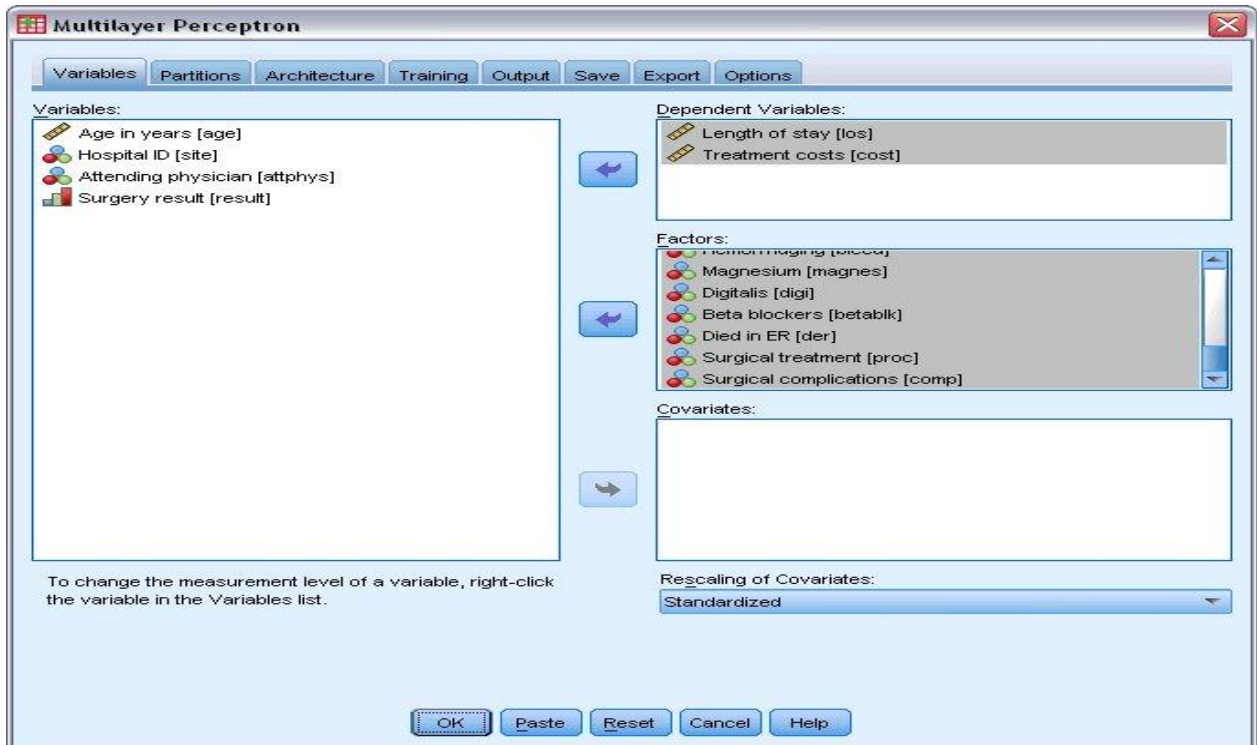 Multilayer Perceptron
Variables Partitions Architecture Training Output Save Export Options
Variables:
Age in years [age]
Hospital ID [site]
Attending physician [attphys]
Surgery result [result]
Dependent Variables:
Length of stay [los]
Treatment costs [cost]
Factors:
Magnesium [magnes]
Digitalis [digi]
Beta blockers [betablk]
Died in ER [der]
Surgical treatment [proc]
Surgical complications [comp]
Covariates:
To change the measurement level of a variable, right-click
the variable in the Variables list.
Rescaling of Covariates:
Standardized
OK Paste Reset Cancel Help